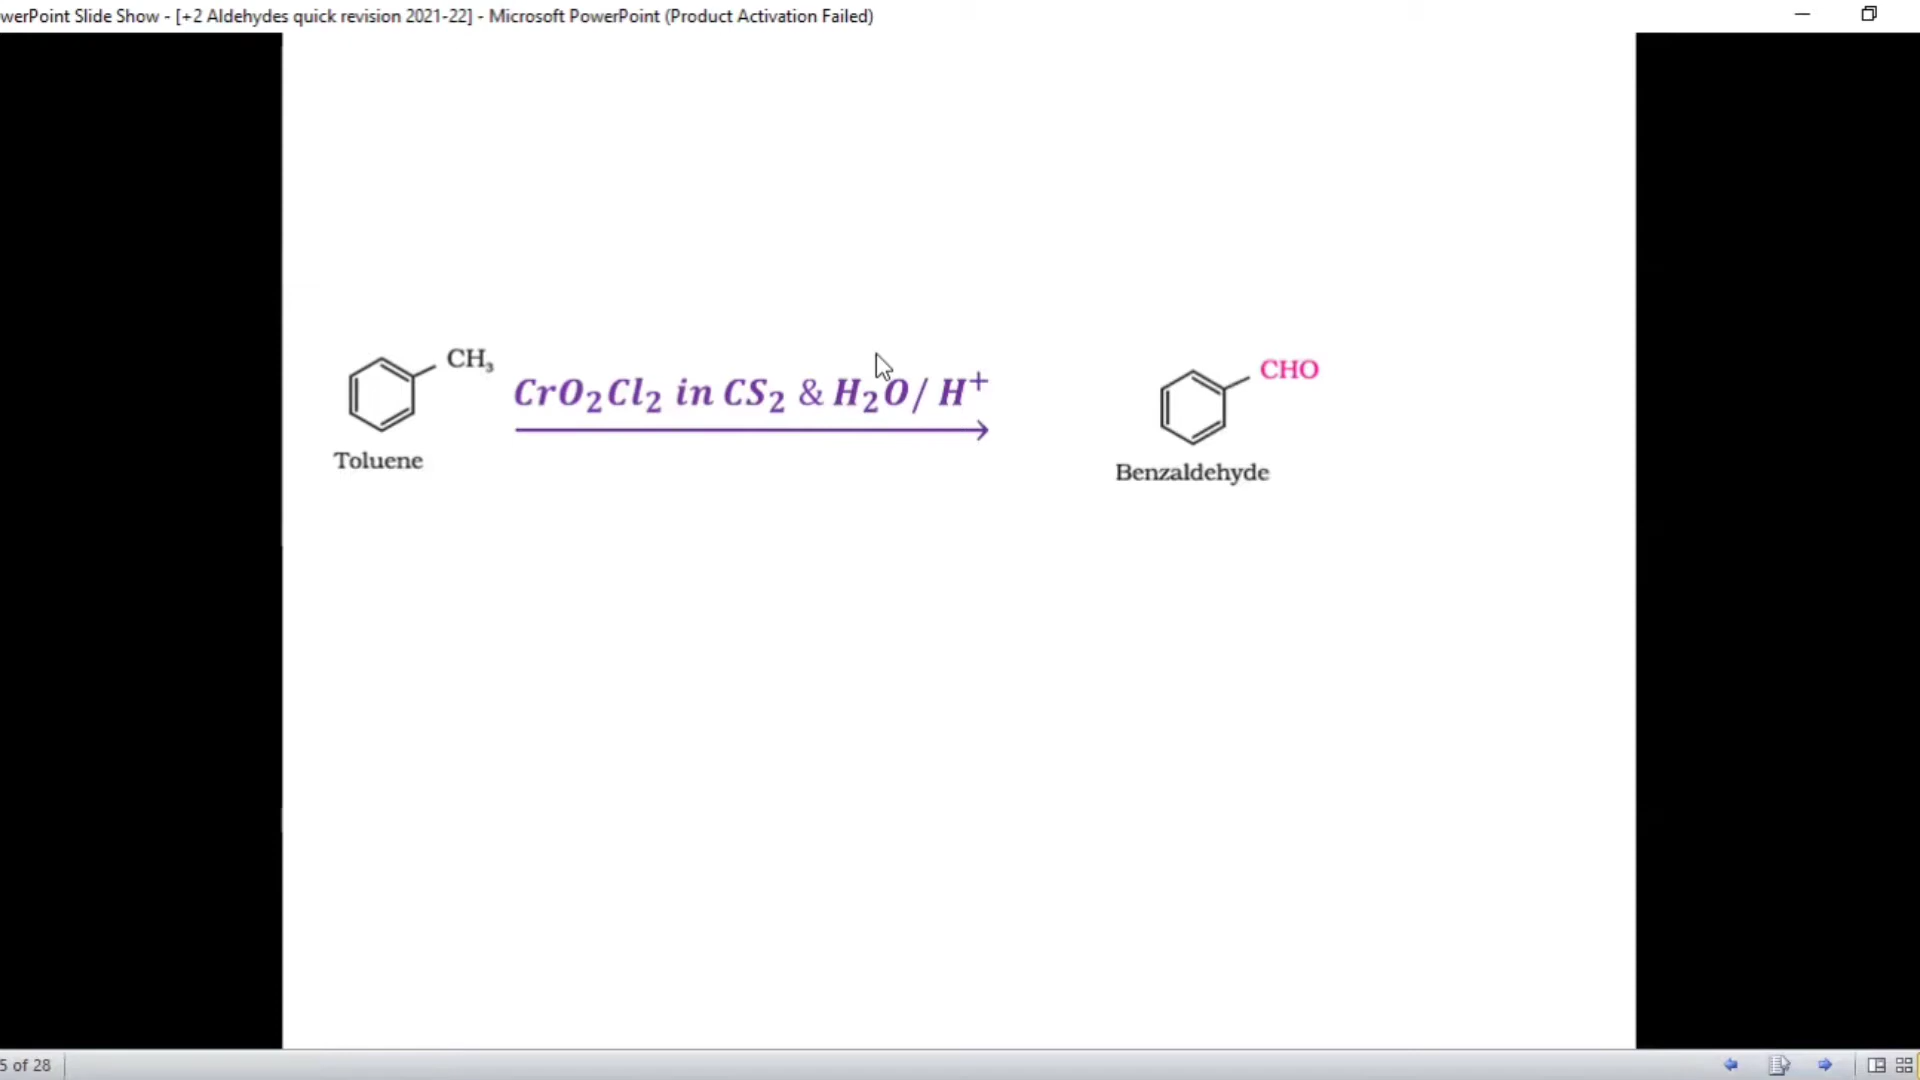 werPoint Slide Show - [+2 Aldehydes quick revision 2021-22] - Microsoft PowerPoint (Product Activation Failed)
CH₃
CrO₂Cl₂ in CS₂ & H₂O/ H⁺
CHO
Toluene
Benzaldehyde
5 of 28